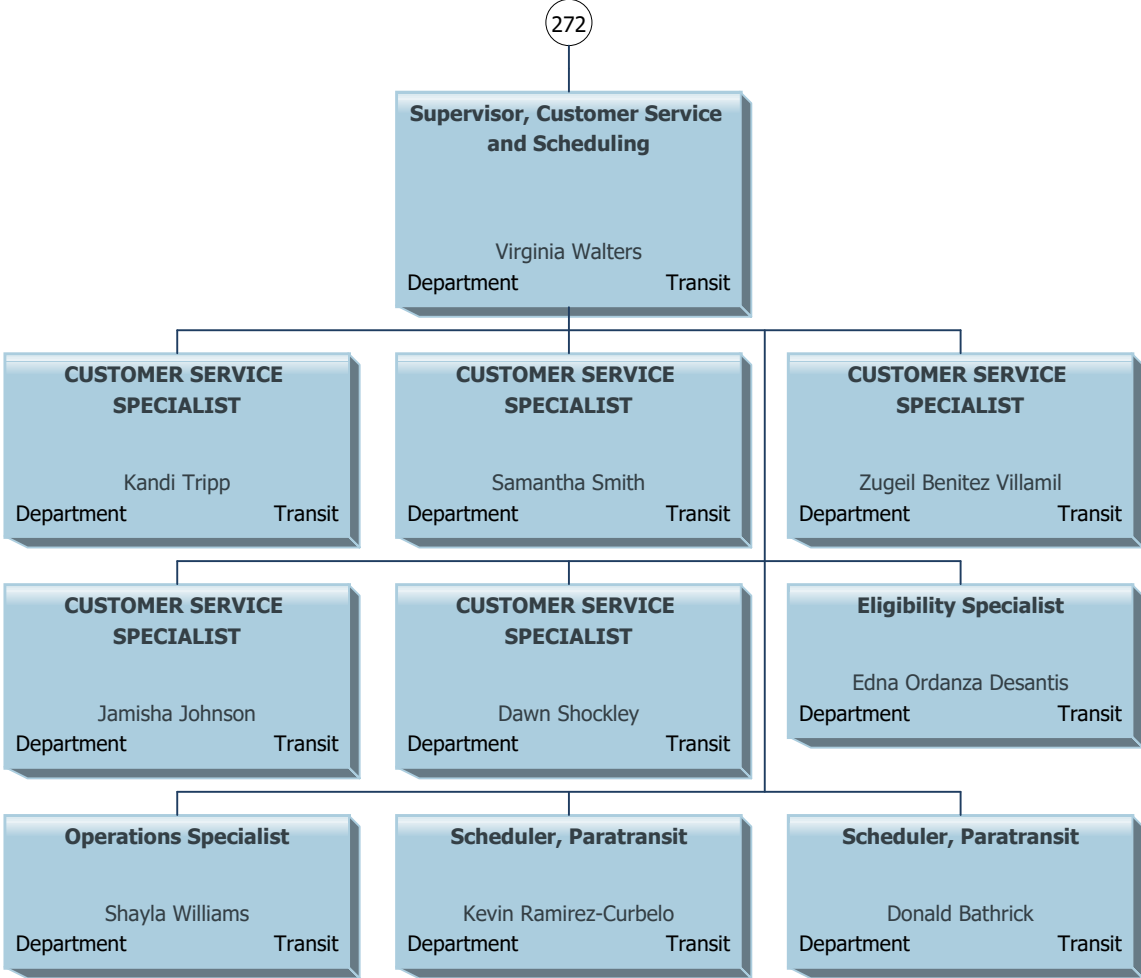 272
Supervisor, Customer Service
and Scheduling
Virginia Walters
Department Transit
CUSTOMER SERVICE
SPECIALIST
Kandi Tripp
Department Transit
CUSTOMER SERVICE
SPECIALIST
Samantha Smith
Department Transit
CUSTOMER SERVICE
SPECIALIST
Zugeil Benitez Villamil
Department Transit
CUSTOMER SERVICE
SPECIALIST
Jamisha Johnson
Department Transit
CUSTOMER SERVICE
SPECIALIST
Dawn Shockley
Department Transit
Eligibility Specialist
Edna Ordanza Desantis
Department Transit
Operations Specialist
Shayla Williams
Department Transit
Scheduler, Paratransit
Kevin Ramirez-Curbelo
Department Transit
Scheduler, Paratransit
Donald Bathrick
Department Transit